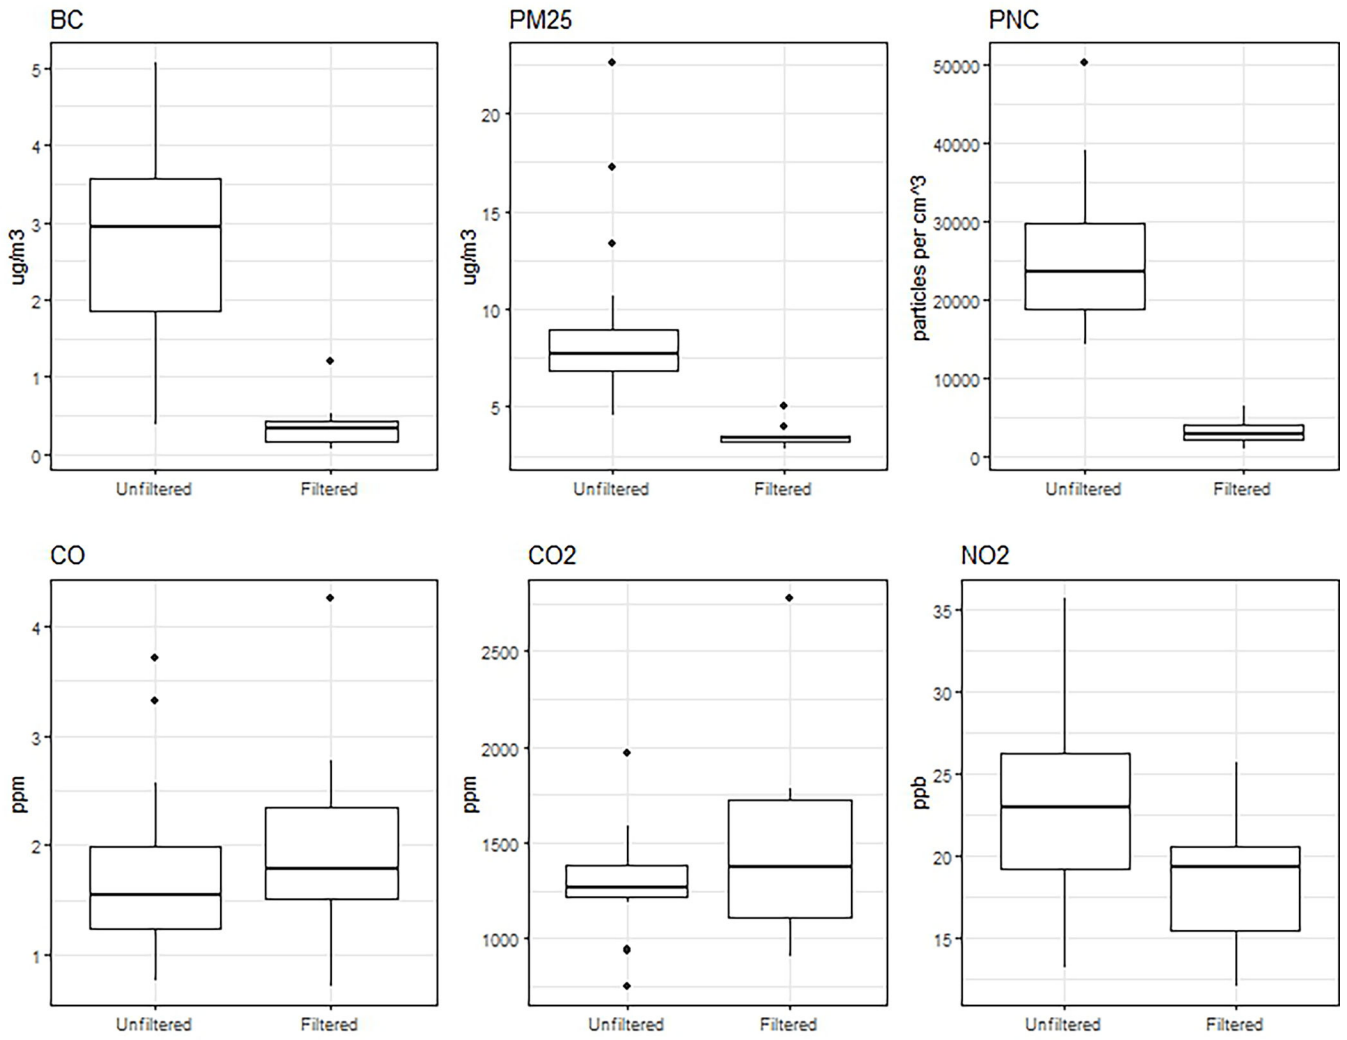 BC
PM25
PNC
ug/m3
5
4
3
2
1
0
Unfiltered
Filtered
ug/m3
20
15
10
5
Unfiltered
Filtered
particles per cm^3
50000
40000
30000
20000
10000
0
Unfiltered
Filtered
CO
CO2
NO2
ppm
4
3
2
1
Unfiltered
Filtered
ppm
2500
2000
1500
1000
Unfiltered
Filtered
ppb
35
30
25
20
15
Unfiltered
Filtered